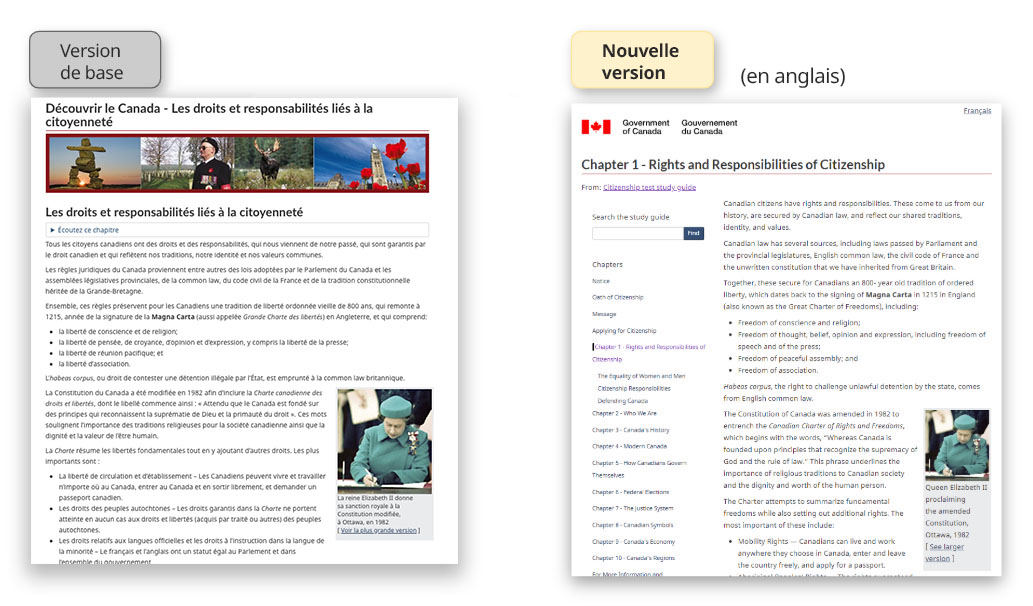 Version
de base
Découvrir le Canada - Les droits et responsabilités liés à la
citoyenneté
Les droits et responsabilités liés à la citoyenneté
► Écoutez ce chapitre
Tous les citoyens canadiens ont des droits et des responsabilités, qui nous viennent de notre passé, qui sont garantis par
le droit canadien et qui reflètent nos traditions, notre identité et nos valeurs communes.
Les règles juridiques du Canada proviennent entre autres des lois adoptées par le Parlement du Canada et les
assemblées législatives provinciales, de la common law, du code civil de la France et de la tradition constitutionnelle
héritée de la Grande-Bretagne.
Ensemble, ces règles préservent pour les Canadiens une tradition de liberté ordonnée vieille de 800 ans, qui remonte à
1215, année de la signature de la Magna Carta (aussi appelée Grande Charte des libertés) en Angleterre, et qui comprend:
• la liberté de conscience et de religion;
• la liberté de pensée, de croyance, d'opinion et d'expression, y compris la liberté de la presse;
• la liberté de réunion pacifique; et
• la liberté d'association.
L'habeas corpus, ou droit de contester une détention illégale par l'État, est emprunté à la common law britannique.
La Constitution du Canada a été modifiée en 1982 afin d'inclure la Charte canadienne des
droits et libertés, dont le libellé commence ainsi : « Attendu que le Canada est fondé sur
des principes qui reconnaissent la suprématie de Dieu et la primauté du droit ». Ces mots
soulignent l'importance des traditions religieuses pour la société canadienne ainsi que la
dignité et la valeur de l'être humain.
La Charte résume les libertés fondamentales tout en y ajoutant d'autres droits. Les plus
importants sont :
• La liberté de circulation et d'établissement – Les Canadiens peuvent vivre et travailler
n'importe où au Canada, entrer au Canada et en sortir librement, et demander un
passeport canadien.
• Les droits des peuples autochtones – Les droits garantis dans la Charte ne portent
atteinte en aucun cas aux droits et libertés (acquis par traité ou autre) des peuples
autochtones.
• Les droits relatifs aux langues officielles et les droits à l'instruction dans la langue de
la minorité – Le français et l'anglais ont un statut égal au Parlement et dans
l'ensemble du gouvernement.
La reine Elizabeth II donne
sa sanction royale à la
Constitution modifiée,
à Ottawa, en 1982
[ Voir la plus grande version ]
Nouvelle
version
(en anglais)
Français
Government
of Canada
Gouvernement
du Canada
Chapter 1 - Rights and Responsibilities of Citizenship
From: Citizenship test study guide
Search the study guide
Find
Chapters
Notice
Oath of Citizenship
Message
Applying for Citizenship
Chapter 1 - Rights and Responsibilities of
Citizenship
The Equality of Women and Men
Citizenship Responsibilities
Defending Canada
Chapter 2 - Who We Are
Chapter 3 - Canada's History
Chapter 4 - Modern Canada
Chapter 5 - How Canadians Govern
Themselves
Chapter 6 - Federal Elections
Chapter 7 - The Justice System
Chapter 8 - Canadian Symbols
Chapter 9 - Canada's Economy
Chapter 10 - Canada's Regions
For More Information and
Canadian citizens have rights and responsibilities. These come to us from our
history, are secured by Canadian law, and reflect our shared traditions,
identity, and values.
Canadian law has several sources, including laws passed by Parliament and
the provincial legislatures, English common law, the civil code of France and
the unwritten constitution that we have inherited from Great Britain.
Together, these secure for Canadians an 800- year old tradition of ordered
liberty, which dates back to the signing of Magna Carta in 1215 in England
(also known as the Great Charter of Freedoms), including:
• Freedom of conscience and religion;
• Freedom of thought, belief, opinion and expression, including freedom of
speech and of the press;
• Freedom of peaceful assembly; and
• Freedom of association.
Habeas corpus, the right to challenge unlawful detention by the state, comes
from English common law.
The Constitution of Canada was amended in 1982 to
entrench the Canadian Charter of Rights and Freedoms,
which begins with the words, "Whereas Canada is
founded upon principles that recognize the supremacy of
God and the rule of law." This phrase underlines the
importance of religious traditions to Canadian society
and the dignity and worth of the human person.
The Charter attempts to summarize fundamental
freedoms while also setting out additional rights. The
most important of these include:
• Mobility Rights — Canadians can live and work
anywhere they choose in Canada, enter and leave
the country freely, and apply for a passport.
Queen Elizabeth II
proclaiming
the amended
Constitution,
Ottawa, 1982
[ See larger
version ]